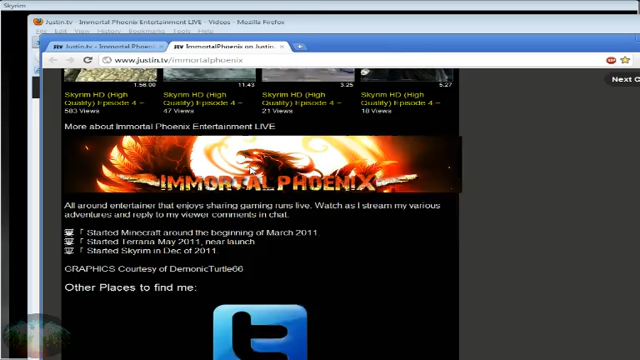 Skyrim
Justin.tv - Immortal Phoenix Entertainment LIVE - Videos - Mozilla Firefox
File Edit View History Bookmarks Tools Help
Justin.tv - Immortal Phoeni
ImmortalPhoenix on Justin.
www.justin.tv/immortalphoenix
Next C
1:58:00 11:43 3:25 5:27
Skyrim HD (High Quality) Episode 4 – 583 Views
Skyrim HD (High Quality) Episode 4 – 47 Views
Skyrim HD (High Quality) Episode 4 – 21 Views
Skyrim HD (High Quality) Episode 4 – 18 Views
More about Immortal Phoenix Entertainment LIVE
IMMORTAL PHOENIX
All around entertainer that enjoys sharing gaming runs live. Watch as I stream my various
adventures and reply to my viewer comments in chat.
Started Minecraft around the beginning of March 2011
Started Terraria May 2011, near launch
Started Skyrim in Dec of 2011
GRAPHICS Courtesy of DemonicTurtle66
Other Places to find me: